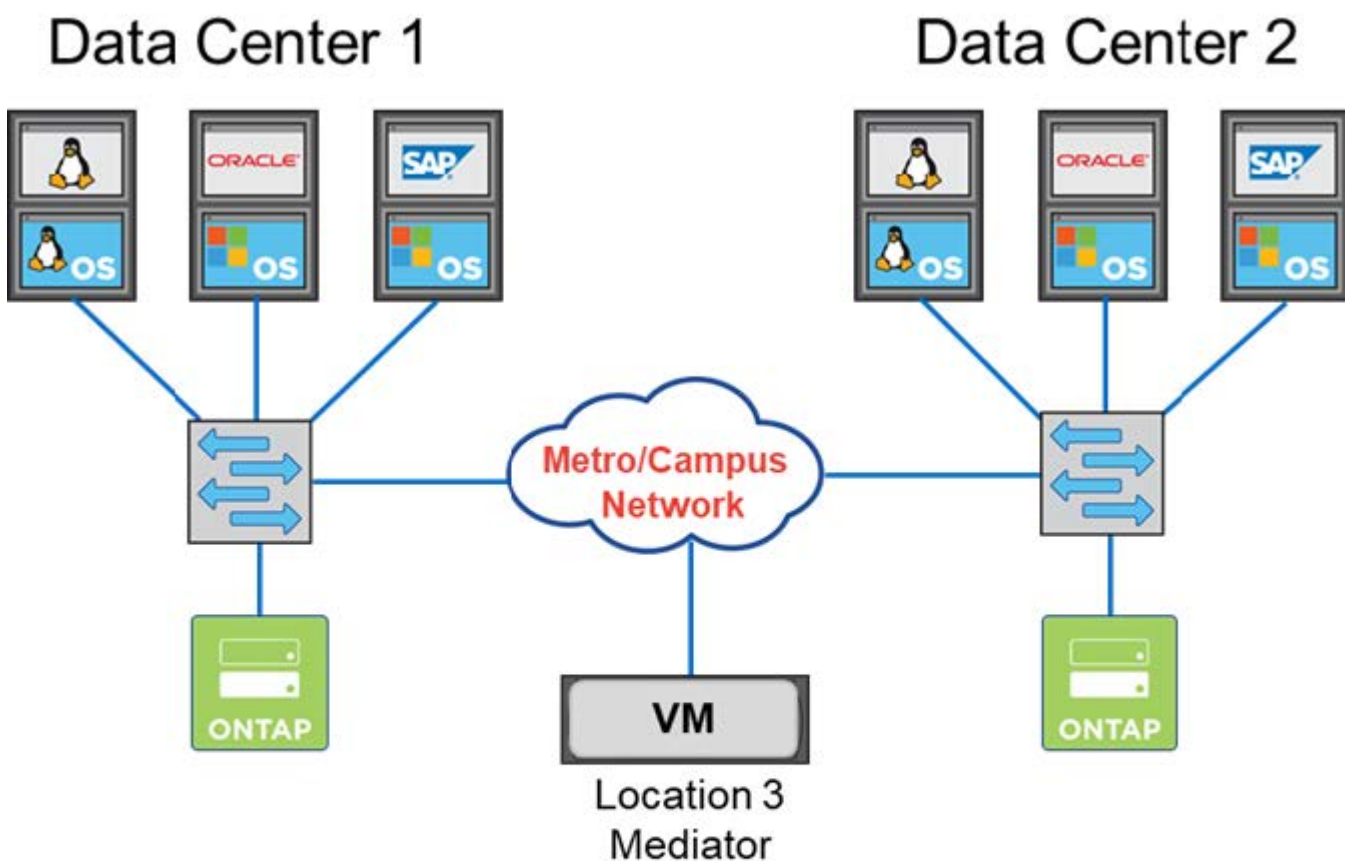 Data Center 1
Data Center 2
ORACLE
SAP
ORACLE
SAP
OS
OS
OS
OS
OS
OS
Metro/Campus
Network
ONTAP
ONTAP
VM
Location 3
Mediator